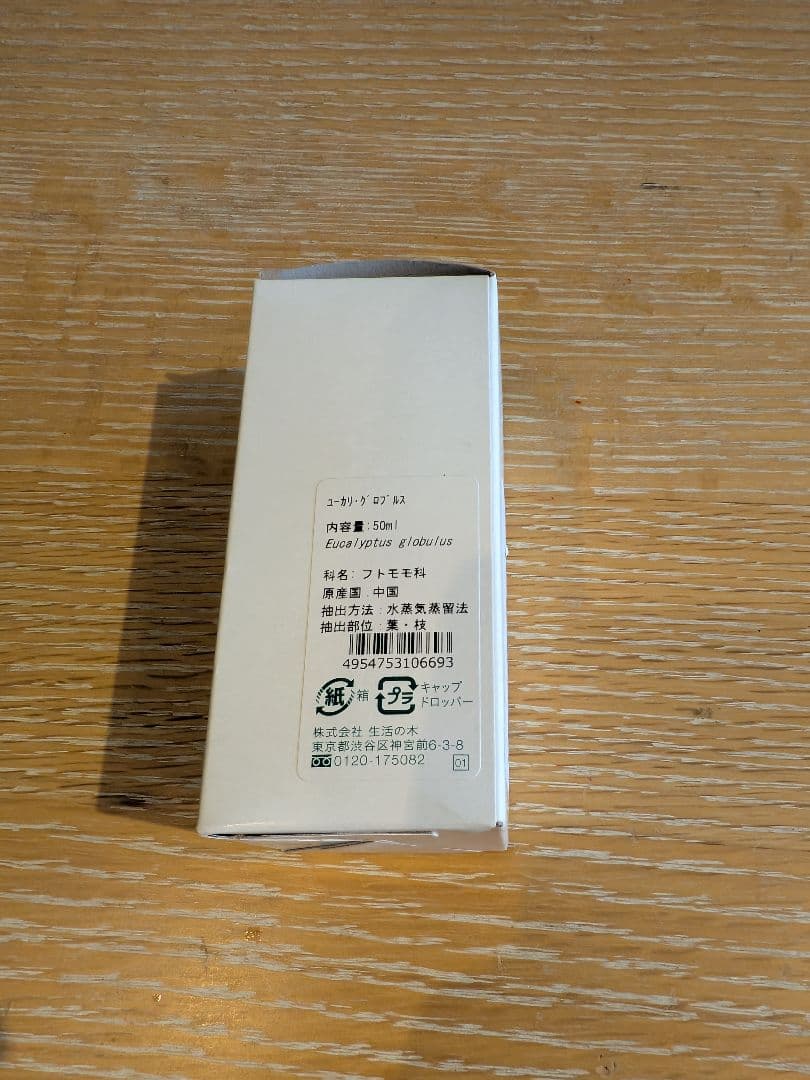 ﾕｰｶﾘ･ｸﾞﾛﾌﾞﾙｽ
内容量:50ml
Eucalyptus globulus
科名: フトモモ科
原産国:中国
抽出方法:水蒸気蒸留法
抽出部位:葉・枝
4954753106693
紙 箱 プラ キャップ
ドロッパー
株式会社 生活の木
東京都渋谷区神宮前6-3-8
0120-175082 01